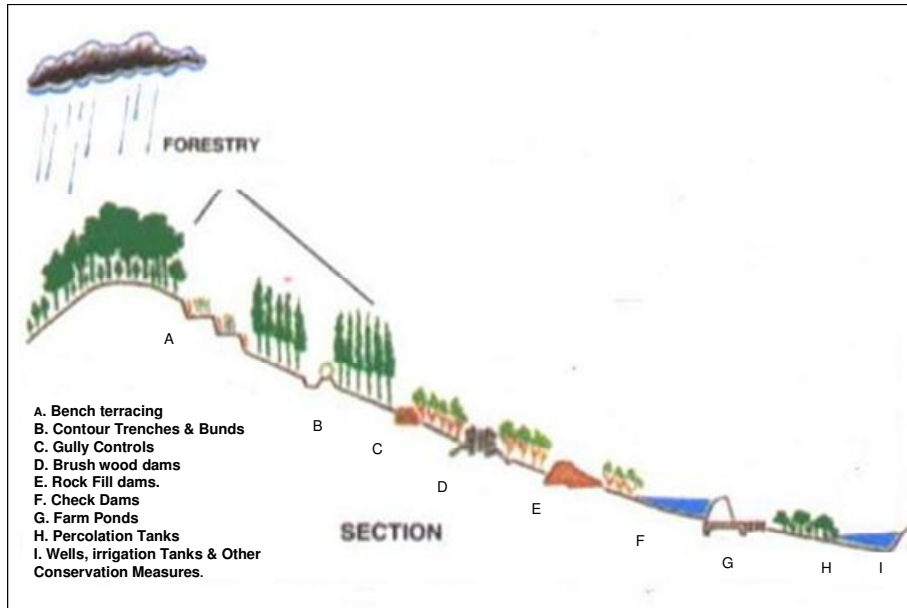 FORESTRY
A
B
C
D
E
F
G
H
I
A. Bench terracing
B. Contour Trenches & Bunds
C. Gully Controls
D. Brush wood dams
E. Rock Fill dams.
F. Check Dams
G. Farm Ponds
H. Percolation Tanks
I. Wells, irrigation Tanks & Other
Conservation Measures.
SECTION